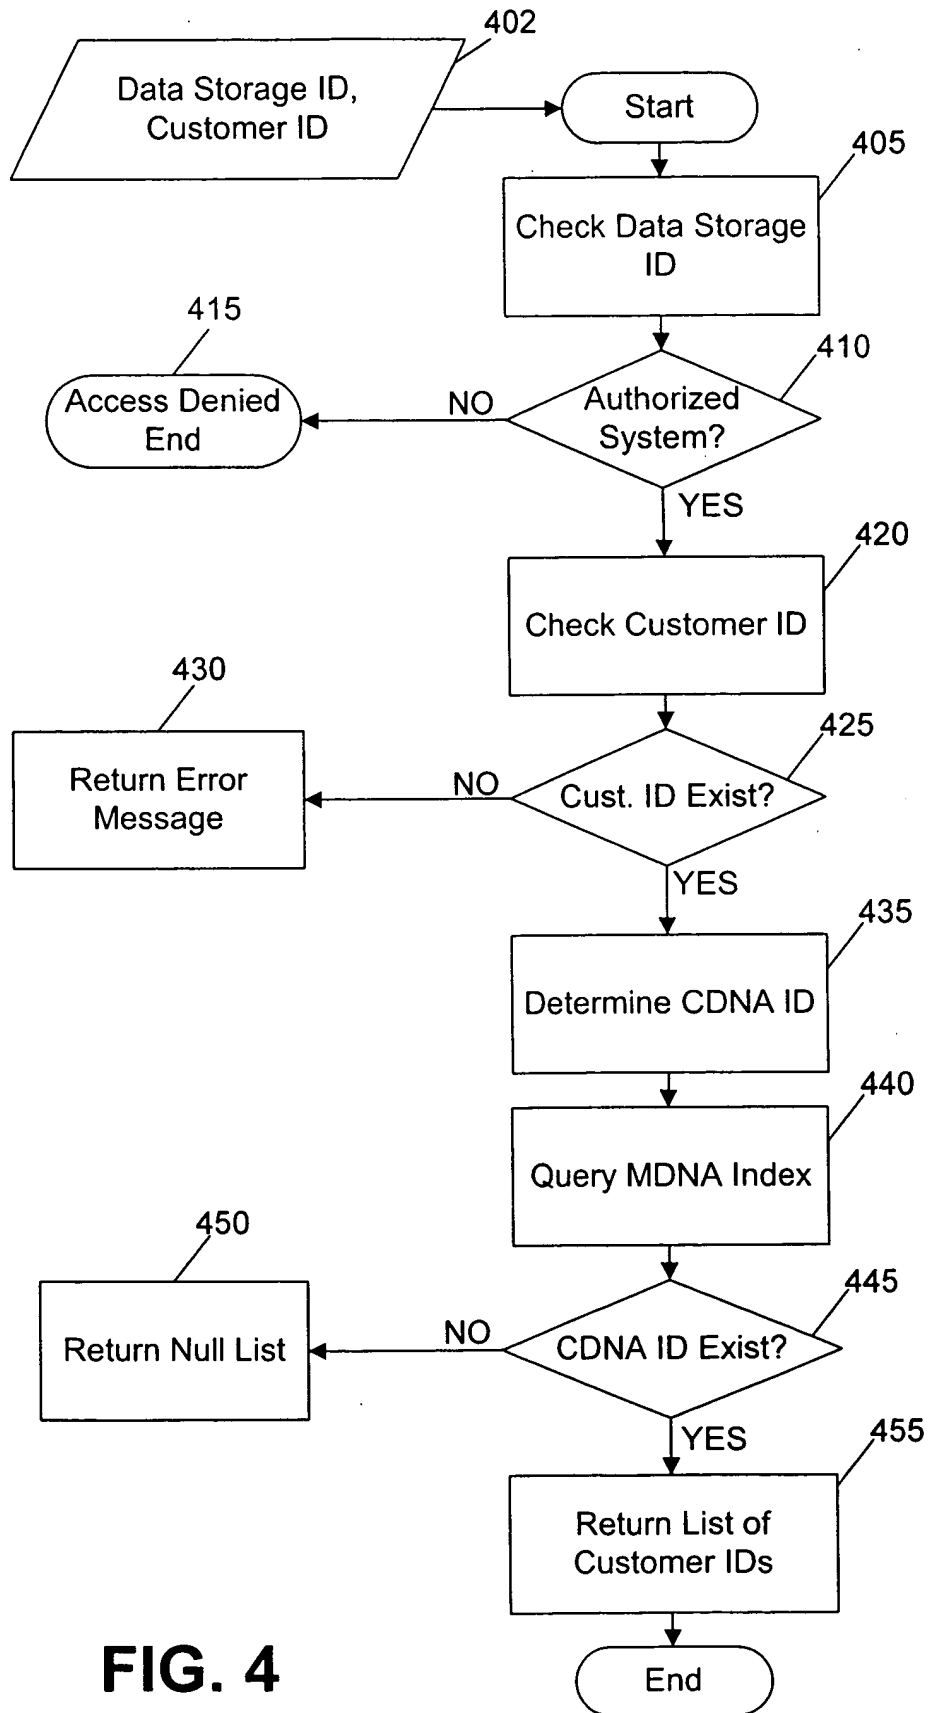 402
Data Storage ID,
Customer ID
Start
405
Check Data Storage
ID
415
410
Access Denied
End
NO
Authorized
System?
YES
420
Check Customer ID
430
425
Return Error
Message
NO
Cust. ID Exist?
YES
435
Determine CDNA ID
440
Query MDNA Index
450
445
Return Null List
NO
CDNA ID Exist?
YES
455
Return List of
Customer IDs
End
FIG. 4